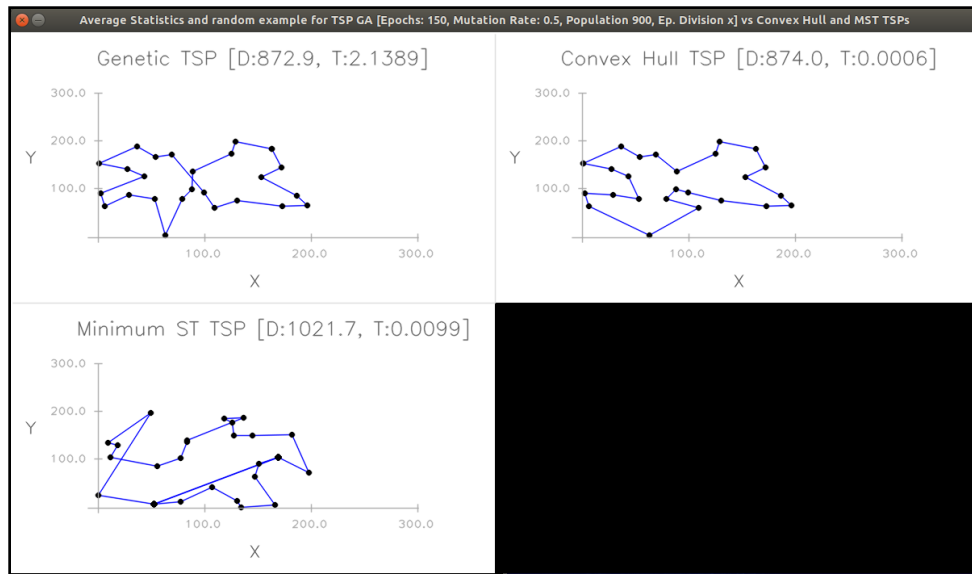 Average Statistics and random example for TSP GA [Epochs: 150, Mutation Rate: 0.5, Population 900, Ep. Division x] vs Convex Hull and MST TSPs
Genetic TSP [D:872.9, T:2.1389]
300.0
200.0
Y
100.0
100.0 200.0 300.0
X
Convex Hull TSP [D:874.0, T:0.0006]
300.0
200.0
Y
100.0
100.0 200.0 300.0
X
Minimum ST TSP [D:1021.7, T:0.0099]
300.0
200.0
Y
100.0
100.0 200.0 300.0
X